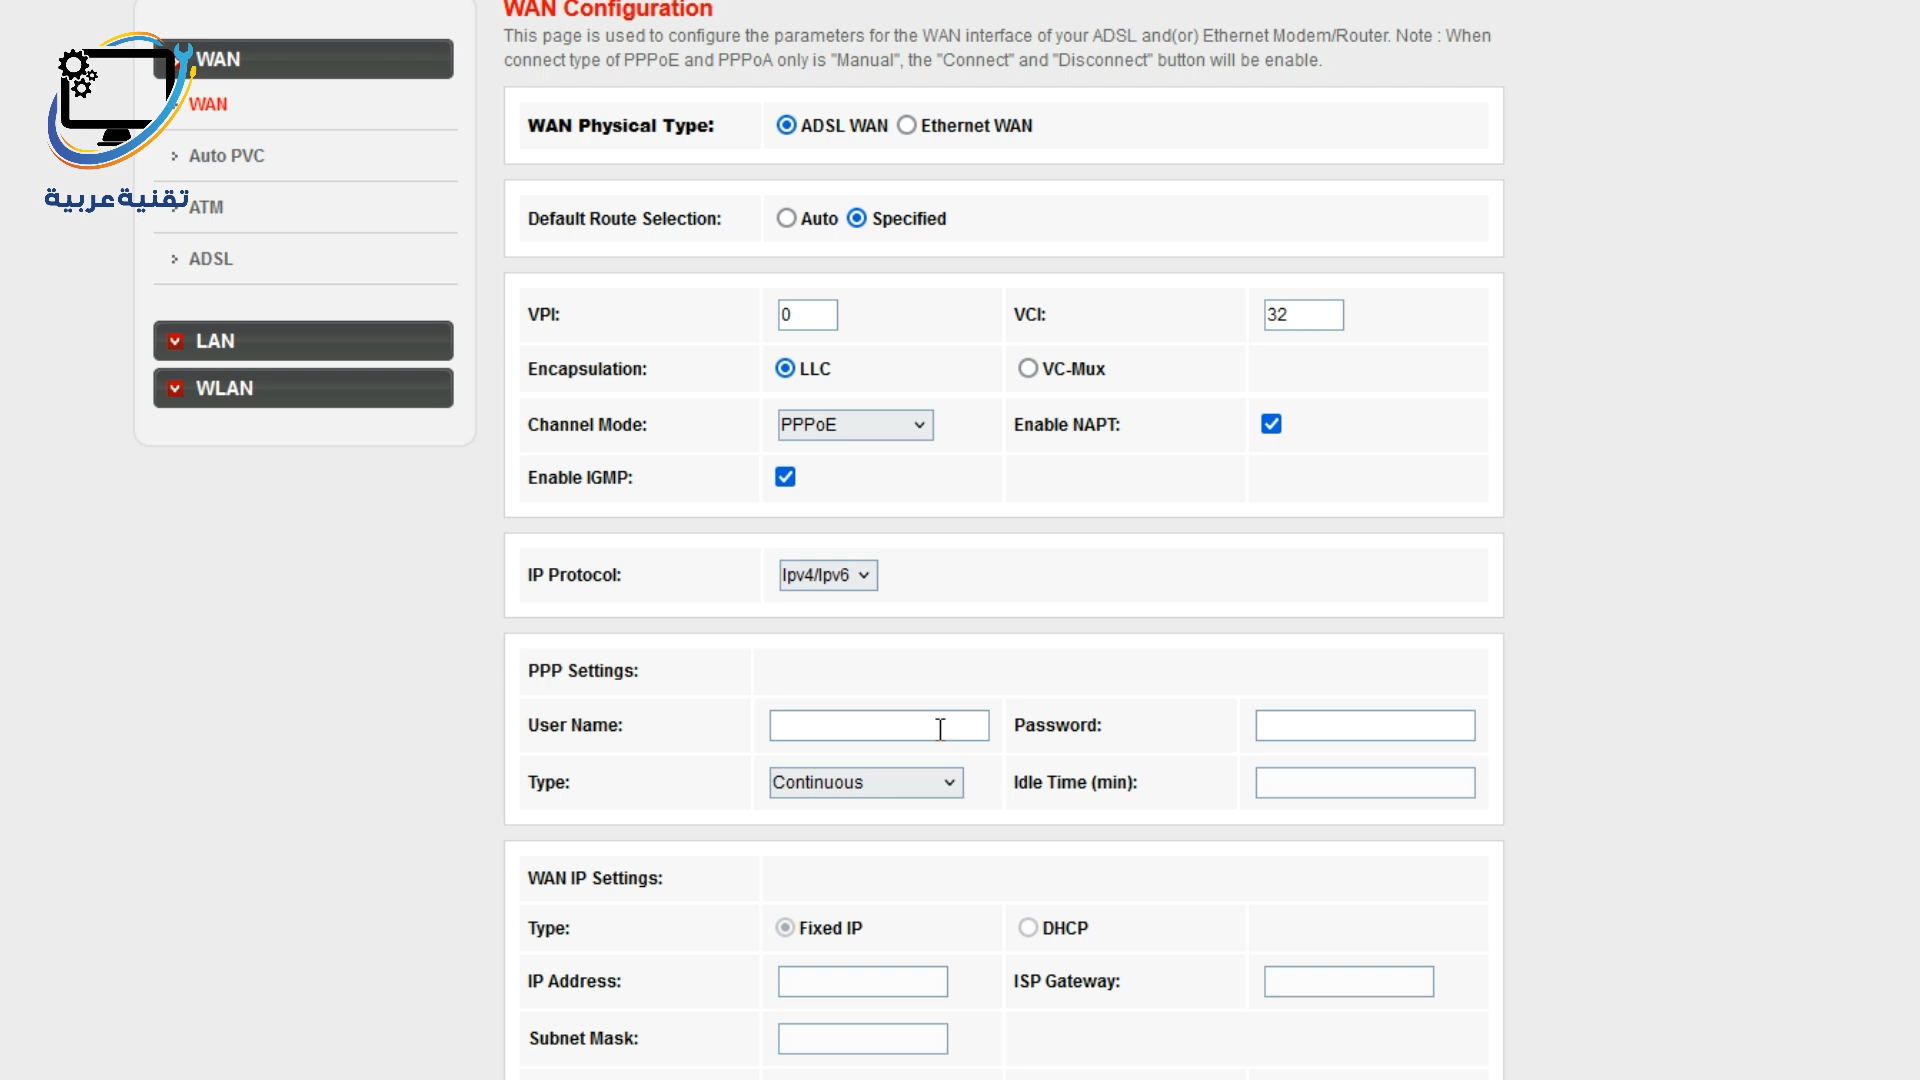 WAN Configuration
This page is used to configure the parameters for the WAN interface of your ADSL and(or) Ethernet Modem/Router. Note : When
connect type of PPPoE and PPPoA only is "Manual", the "Connect" and "Disconnect" button will be enable.
WAN
WAN
Auto PVC
ATM
ADSL
LAN
WLAN
تقنية عربية
WAN Physical Type: ADSL WAN Ethernet WAN
Default Route Selection: Auto Specified
VPI: 0 VCI: 32
Encapsulation: LLC VC-Mux
Channel Mode: PPPoE Enable NAPT:
Enable IGMP:
IP Protocol: Ipv4/Ipv6
PPP Settings:
User Name: Password:
Type: Continuous Idle Time (min):
WAN IP Settings:
Type: Fixed IP DHCP
IP Address: ISP Gateway:
Subnet Mask: